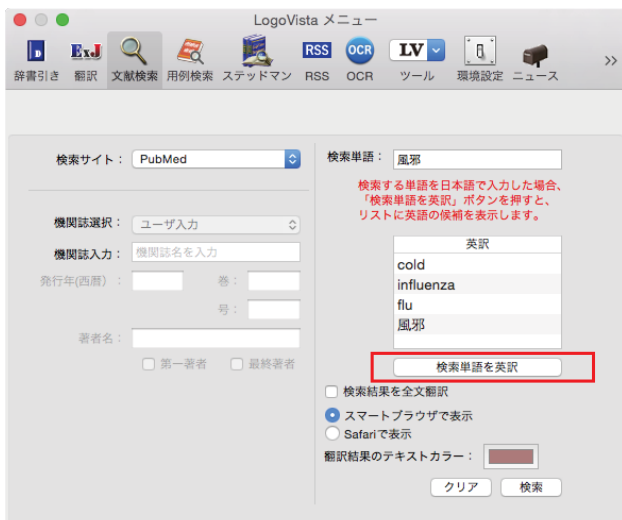 LogoVista メニュー
ExJ RSS OCR LV
辞書引き 翻訳 文献検索 用例検索 ステッドマン RSS OCR ツール 環境設定 ニュース >>
検索サイト： PubMed
検索単語： 風邪
検索する単語を日本語で入力した場合、
「検索単語を英訳」ボタンを押すと、
リストに英語の候補を表示します。
機関誌選択： ユーザ入力
機関誌入力： 機関誌名を入力
発行年(西暦) ： 巻：
号：
著者名：
第一著者 最終著者
英訳
cold
influenza
flu
風邪
検索単語を英訳
検索結果を全文翻訳
スマートブラウザで表示
Safariで表示
翻訳結果のテキストカラー：
クリア 検索